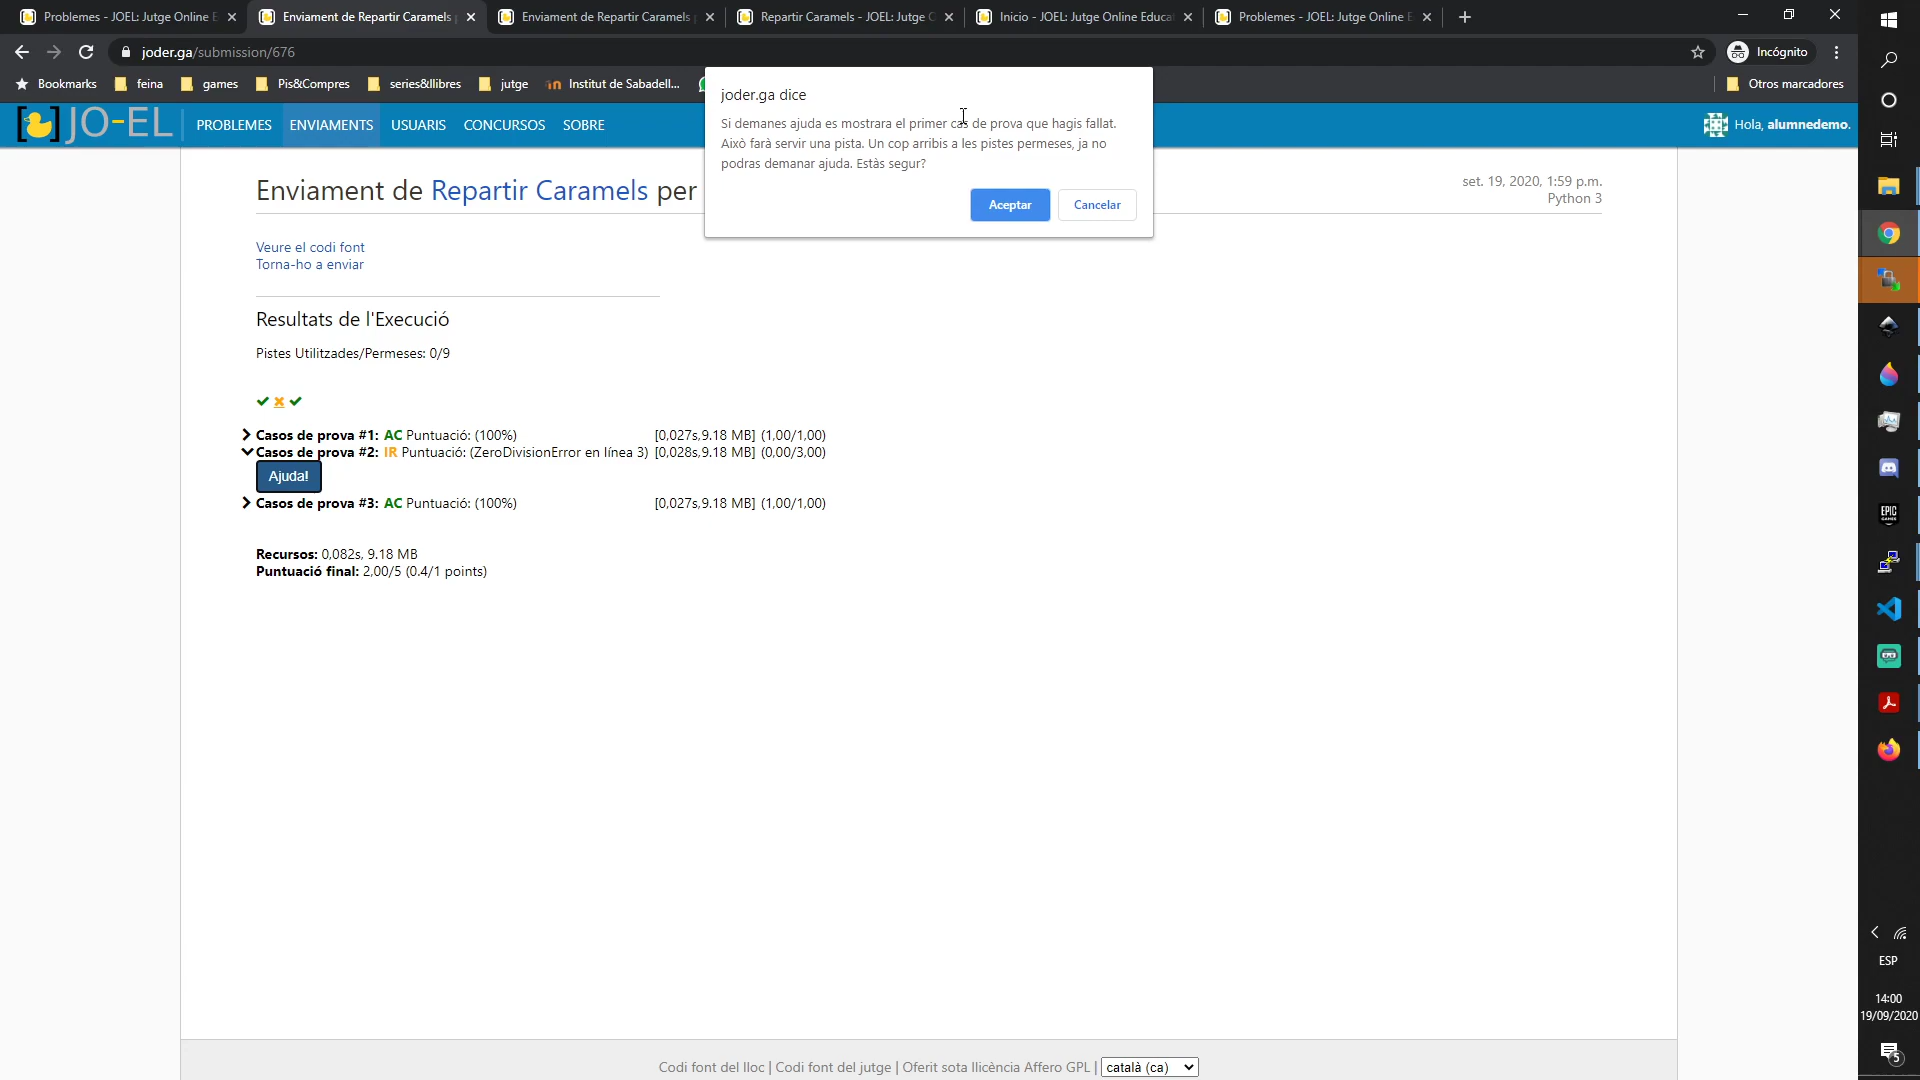 Problemes - JOEL: Jutge Online E
Enviament de Repartir Caramels
Enviament de Repartir Caramels
Repartir Caramels - JOEL: Jutge
Inicio - JOEL: Jutge Online Educa
Problemes - JOEL: Jutge Online E
joder.ga/submission/676
Incógnito
Bookmarks
feina
games
Pis&Compres
series&llibres
jutge
Institut de Sabadell...
Otros marcadores
JO-EL
PROBLEMES
ENVIAMENTS
USUARIS
CONCURSOS
SOBRE
Hola, alumnedemo.
joder.ga dice
Si demanes ajuda es mostrara el primer cas de prova que hagis fallat.
Això farà servir una pista. Un cop arribis a les pistes permeses, ja no
podras demanar ajuda. Estàs segur?
Aceptar
Cancelar
Enviament de Repartir Caramels per
set. 19, 2020, 1:59 p.m.
Python 3
Veure el codi font
Torna-ho a enviar
Resultats de l'Execució
Pistes Utilitzades/Permeses: 0/9
Casos de prova #1: AC Puntuació: (100%) [0,027s,9.18 MB] (1,00/1,00)
Casos de prova #2: IR Puntuació: (ZeroDivisionError en línea 3) [0,028s,9.18 MB] (0,00/3,00)
Ajuda!
Casos de prova #3: AC Puntuació: (100%) [0,027s,9.18 MB] (1,00/1,00)
Recursos: 0,082s, 9.18 MB
Puntuació final: 2,00/5 (0.4/1 points)
Codi font del lloc | Codi font del jutge | Oferit sota llicència Affero GPL | català (ca)
EPIC
GAMES
ESP
14:00
19/09/2020
5